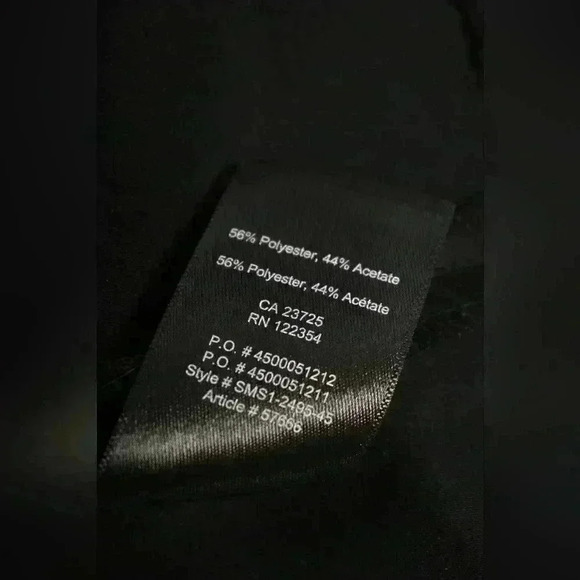 56% Polyester, 44% Acetate
56% Polyester, 44% Acétate
CA 23725
RN 122354
P.O. # 4500051212
P.O. # 4500051211
Style # SMS1-2495-45
Article # 57666